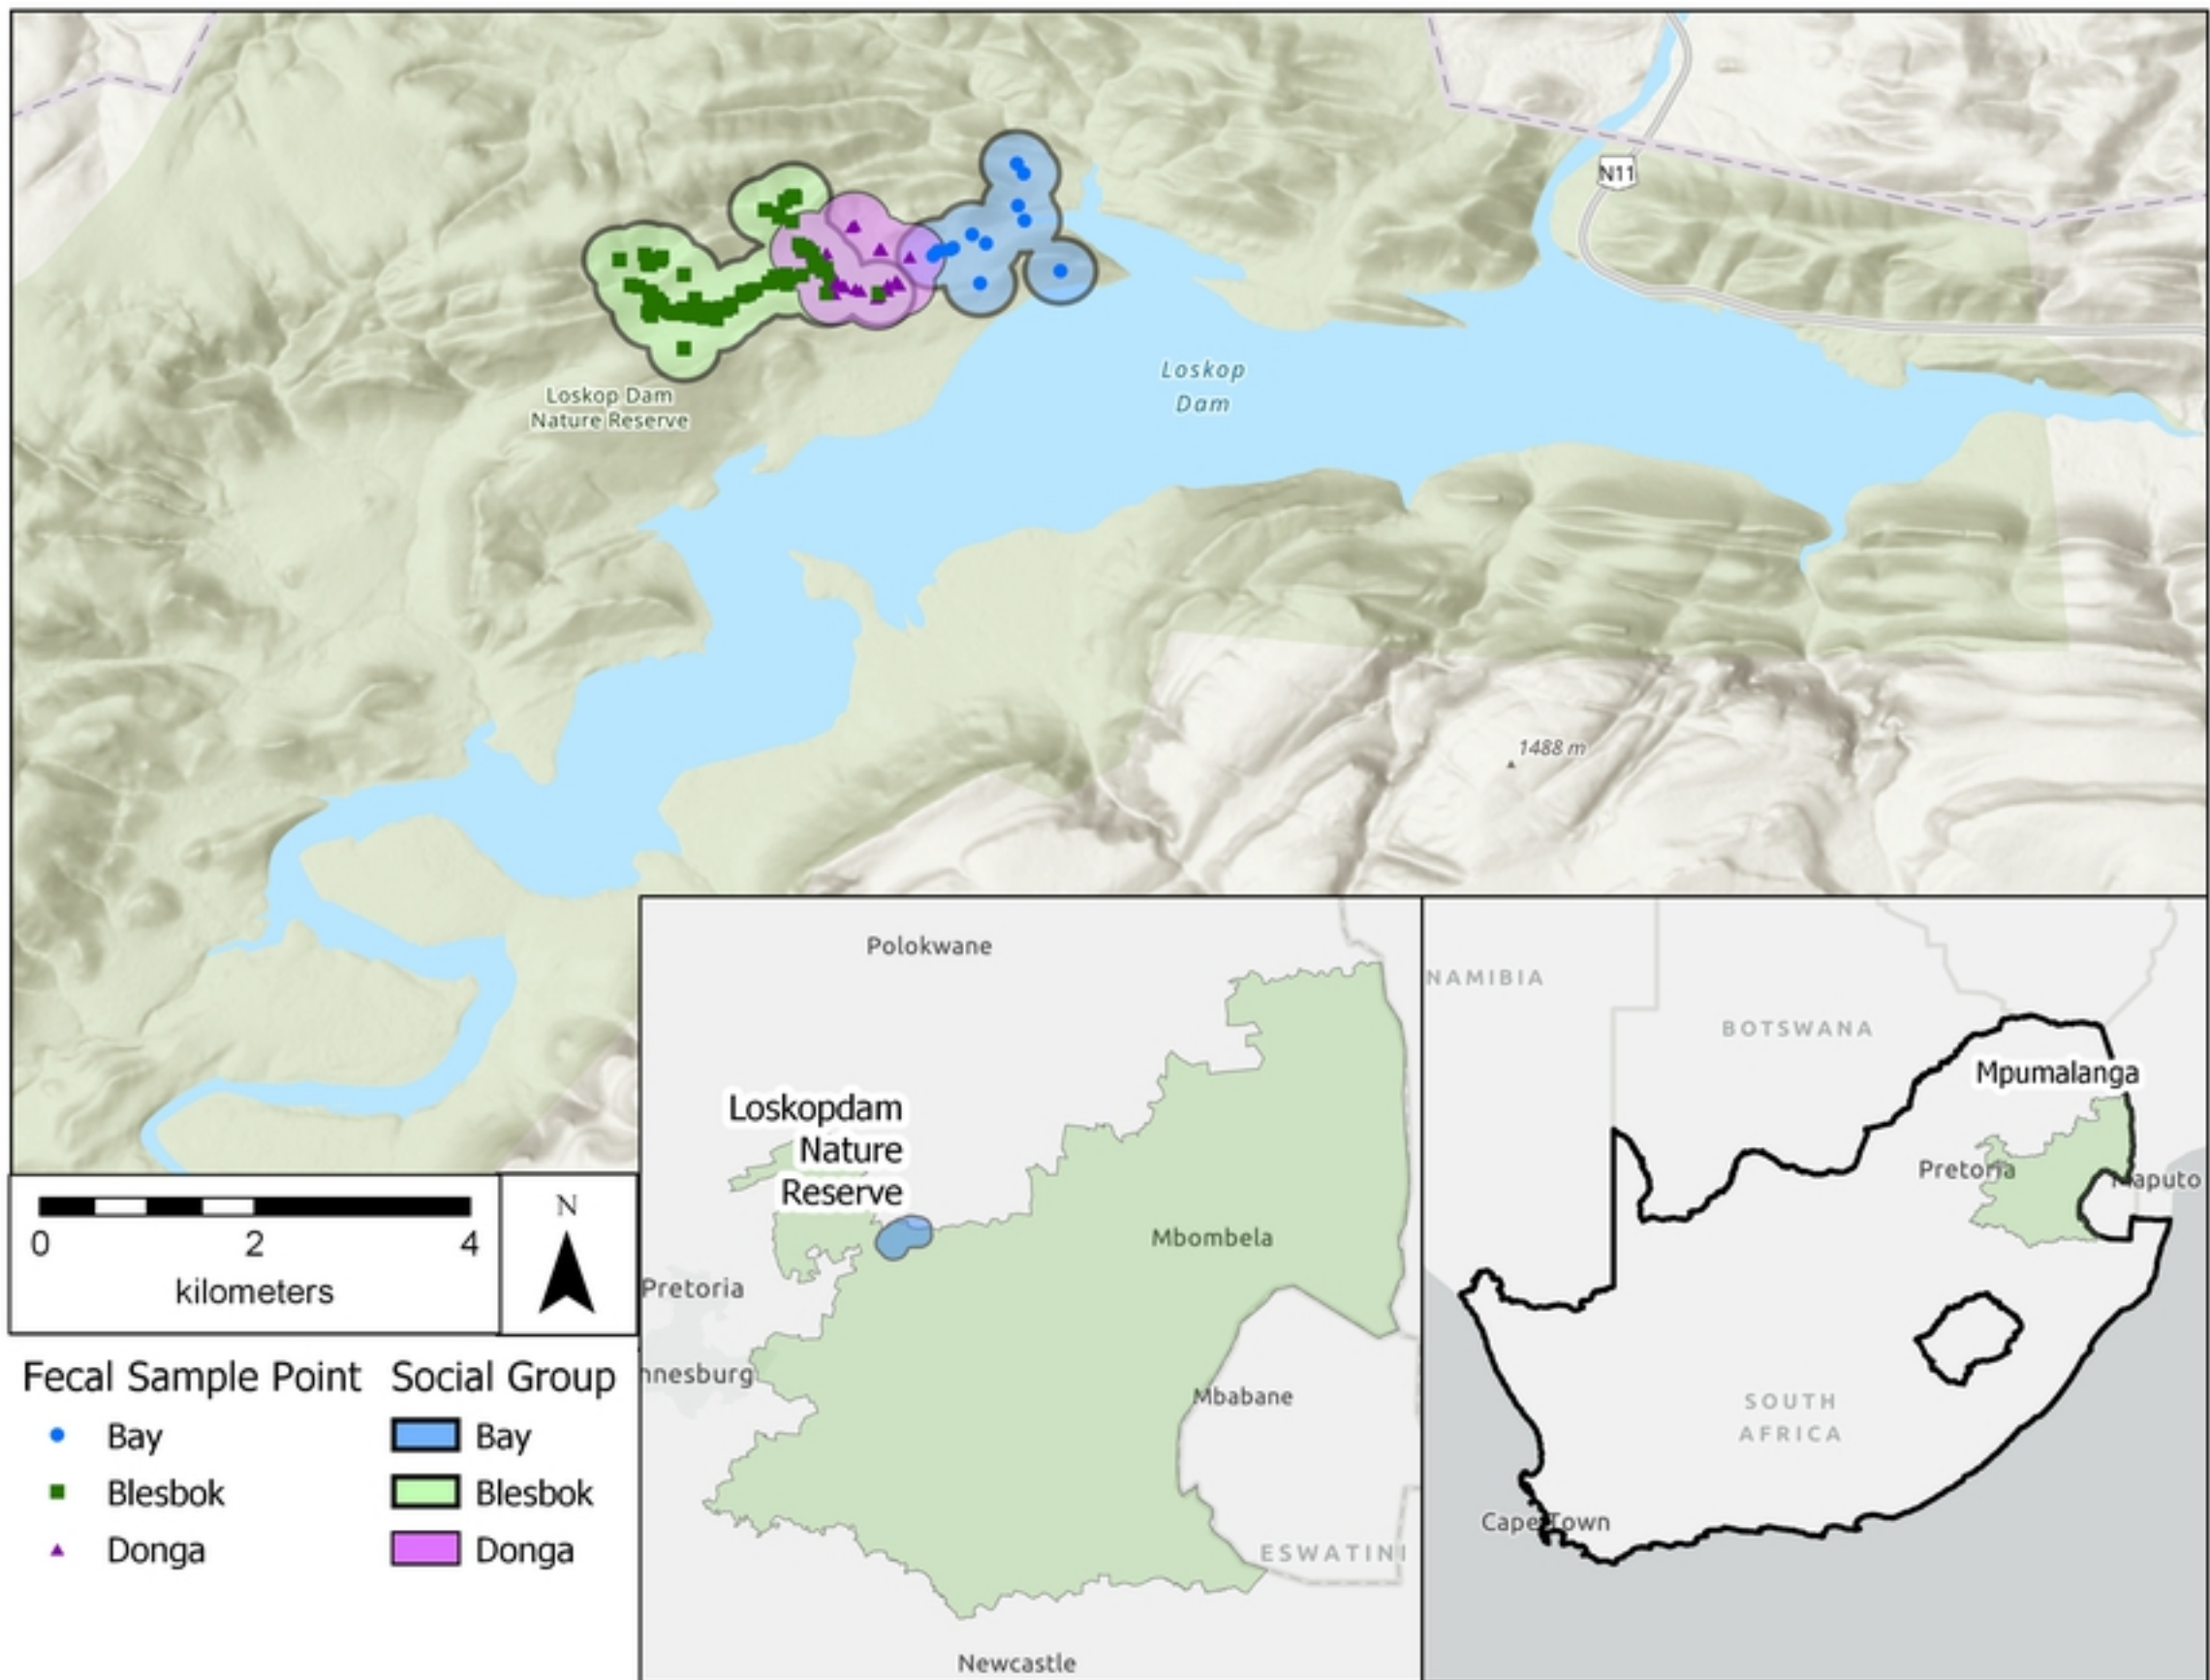 N11
Loskop
Dam
Loskop Dam
Nature Reserve
1488 m
Polokwane
Loskopdam
Nature
Reserve
Mbombela
Pretoria
nnesburg
Mbabane
ESWATINI
Newcastle
NAMIBIA
BOTSWANA
Mpumalanga
Pretoria
Maputo
SOUTH
AFRICA
Cape Town
0 2 4
kilometers
N
Fecal Sample Point
Bay
Blesbok
Donga
Social Group
Bay
Blesbok
Donga